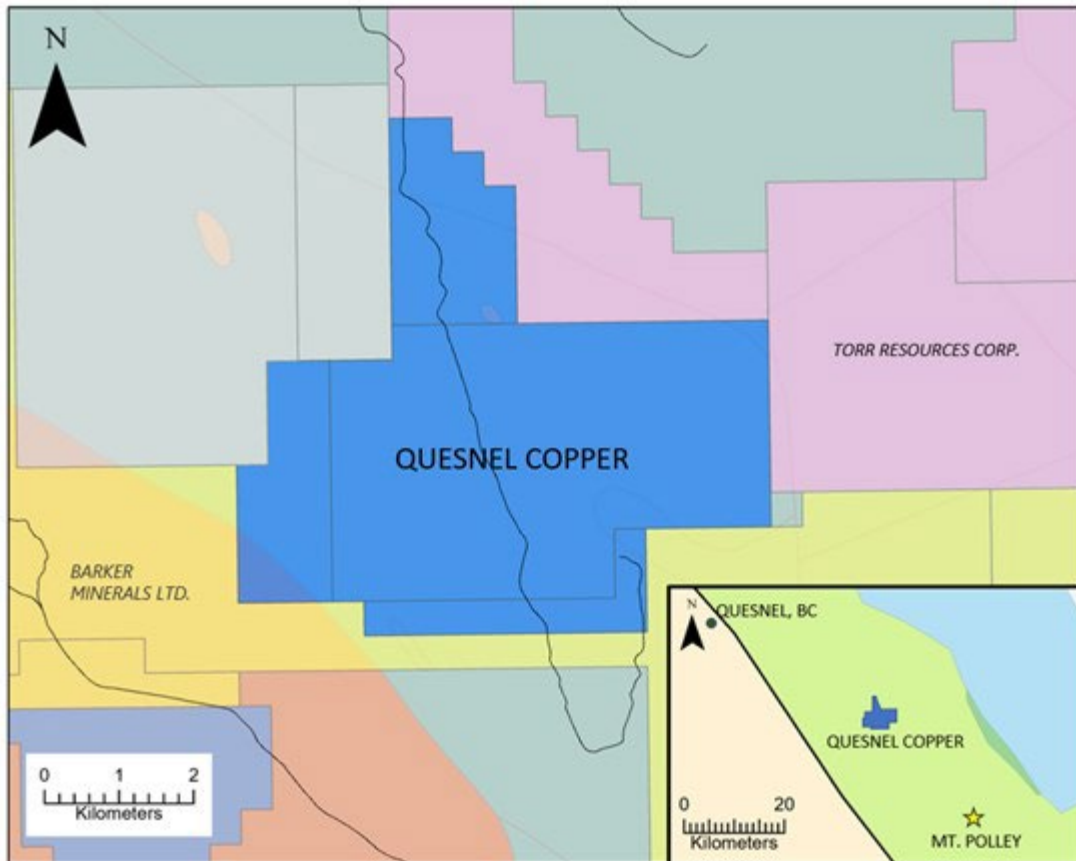 N
TORR RESOURCES CORP.
QUESNEL COPPER
BARKER
MINERALS LTD.
0 1 2
Kilometers
N
QUESNEL, BC
QUESNEL COPPER
0 20
Kilometers
MT. POLLEY